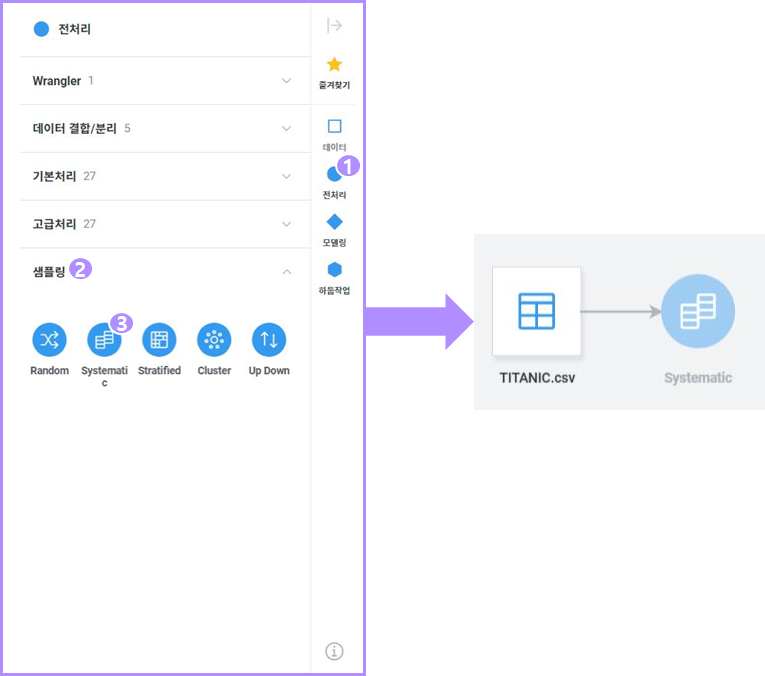 전처리
Wrangler 1
데이터 결합/분리 5
기본처리 27
고급처리 27
샘플링 2
3
Random
Systemati
c
Stratified
Cluster
Up Down
즐겨찾기
데이터
1
전처리
모델링
하둡작업
TITANIC.csv
Systematic